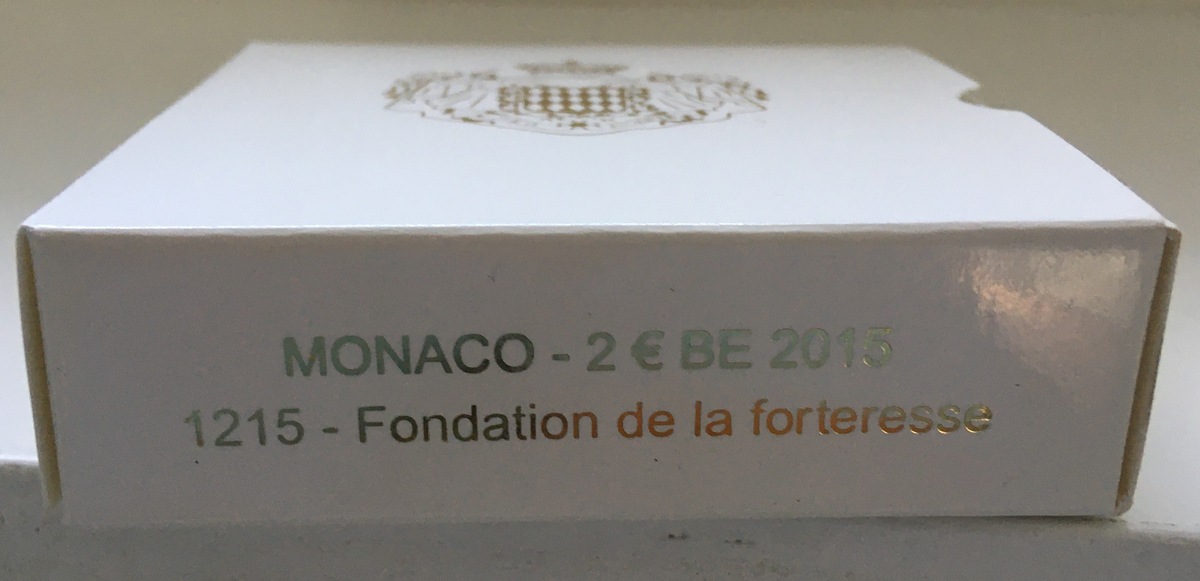 MONACO - 2 € BE 2015
1215 - Fondation de la forteresse